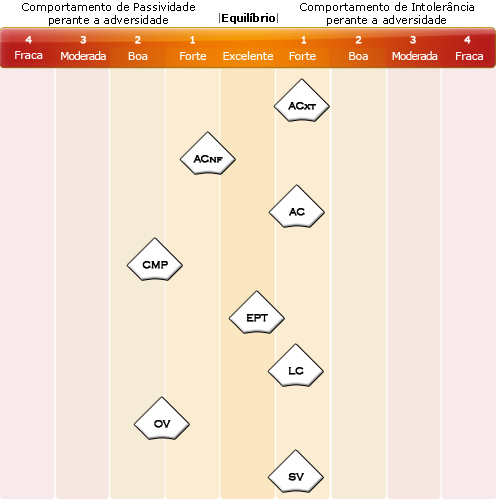 Comportamento de Passividade
perante a adversidade
|Equilíbrio|
Comportamento de Intolerância
perante a adversidade
4 3 2 1 1 2 3 4
Fraca Moderada Boa Forte Excelente Forte Boa Moderada Fraca
ACXT
ACNF
AC
CMP
EPT
LC
OV
SV